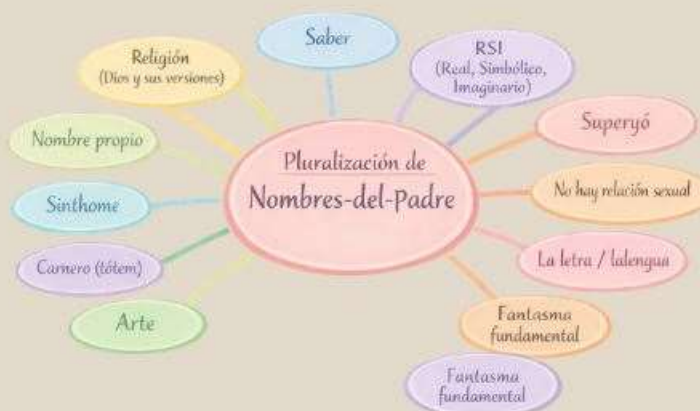 Saber
RSI
(Real, Simbólico,
Imaginario)
Religión
(Dios y sus versiones)
Superyó
Nombre propio
Pluralización de
Nombres-del-Padre
No hay relación sexual
Sinthome
La letra / lalengua
Carnero (tótem)
Arte
Fantasma
fundamental
Fantasma
fundamental